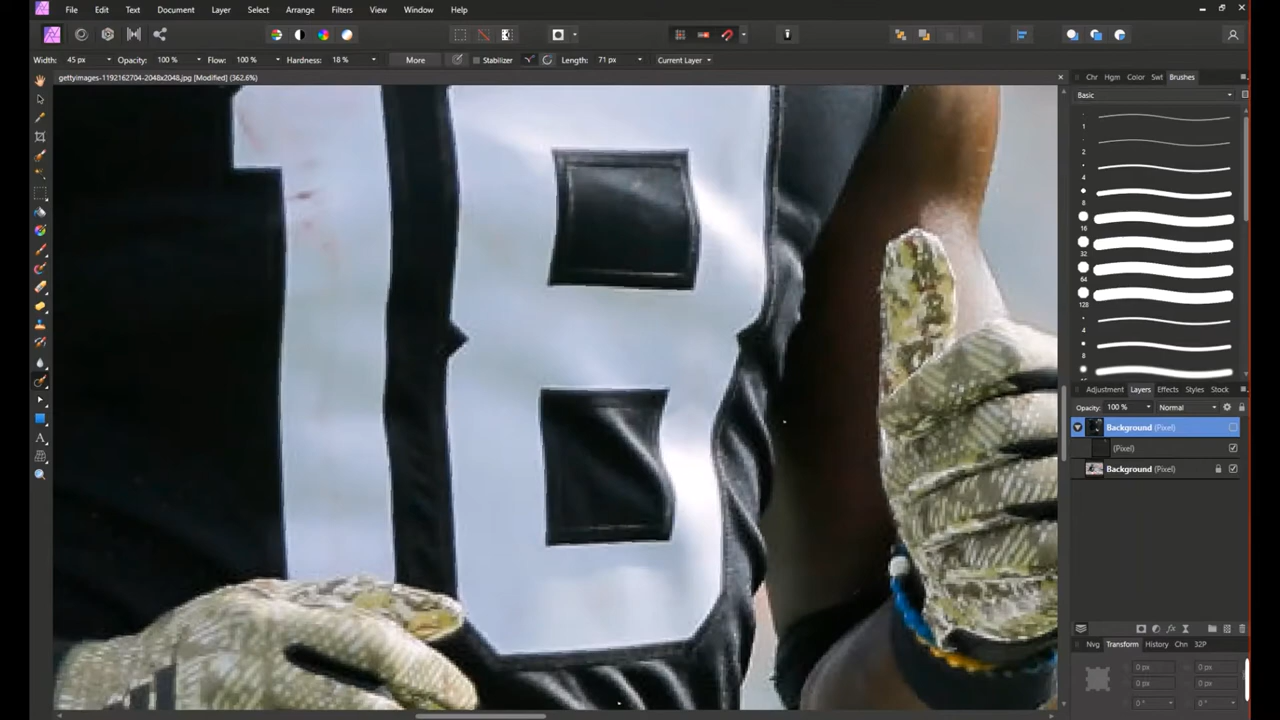 File Edit Text Document Layer Select Arrange Filters View Window Help
Width: 45 px Opacity: 100 % Flow: 100 % Hardness: 18 % More Stabilizer Length: 71 px Current Layer
gettyimages-1192162704-2048x2048.jpg [Modified] (362.6%)
Chr Hgm Color Swt Brushes
Basic
1
2
4
8
16
32
64
128
4
8
Adjustment Layers Effects Styles Stock
Opacity: 100 % Normal
Background (Pixel)
(Pixel)
Background (Pixel)
Nvg Transform History Chn 32P
X: 0 px W: 0 px
Y: 0 px H: 0 px
R: 0 ° S: 0 °
18